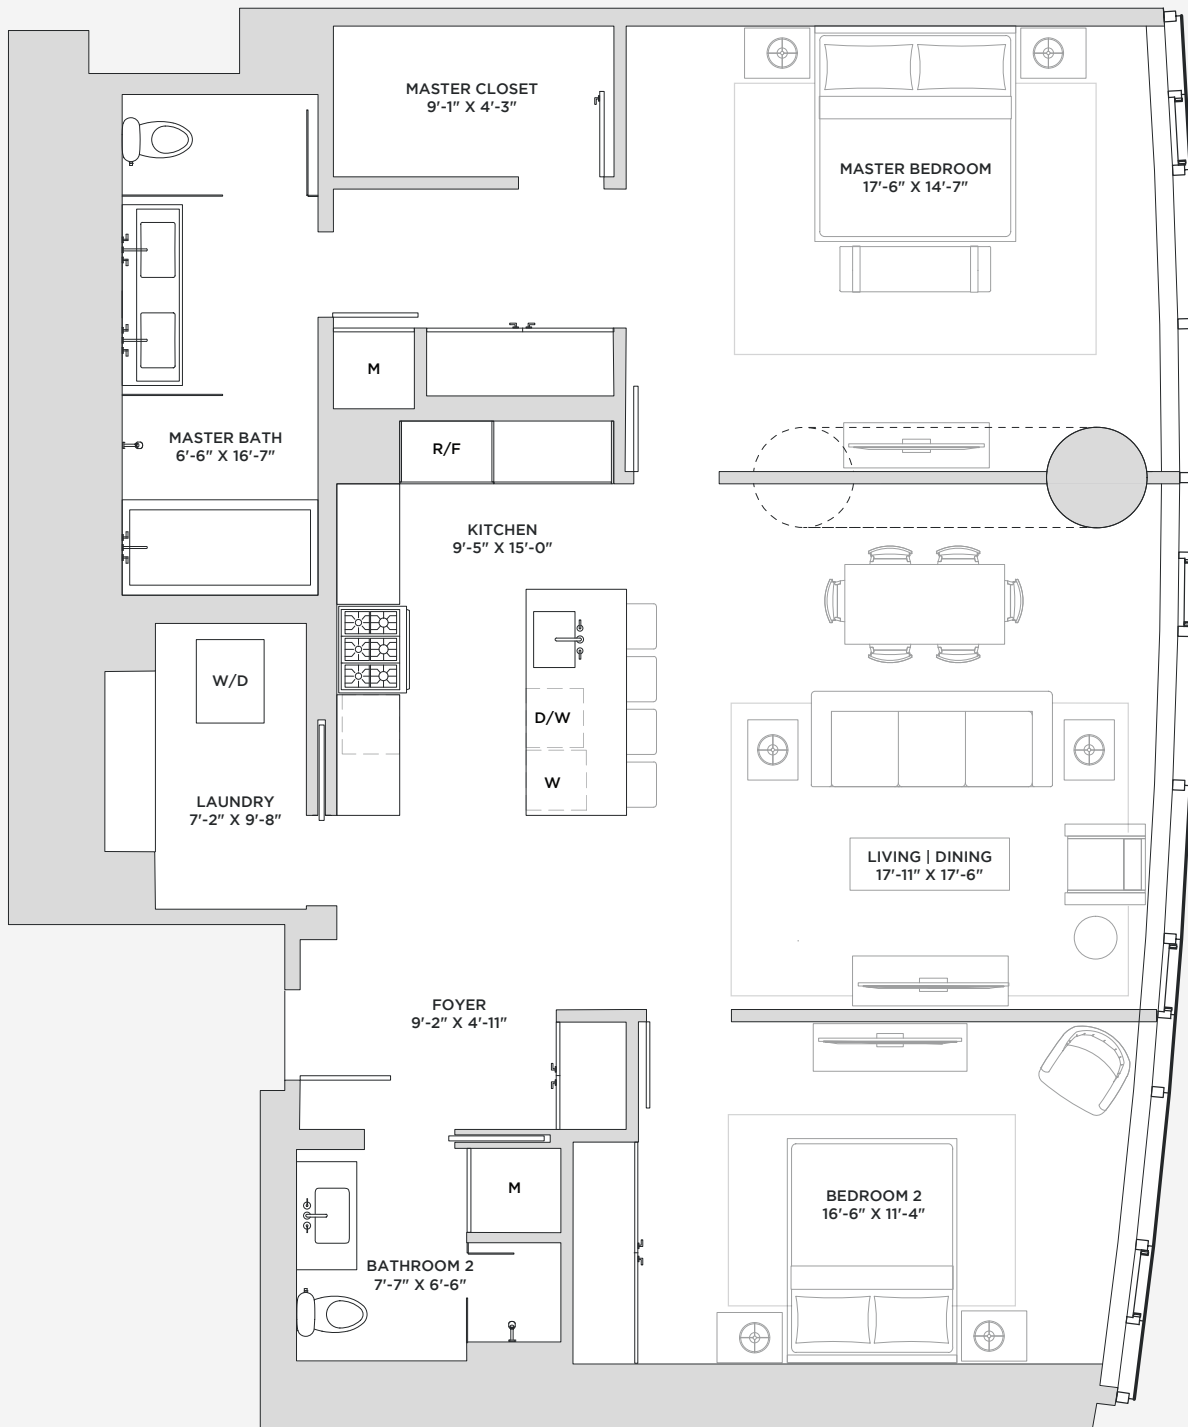 MASTER CLOSET
9'-1" X 4'-3"
MASTER BEDROOM
17'-6" X 14'-7"
M
R/F
MASTER BATH
6'-6" X 16'-7"
KITCHEN
9'-5" X 15'-0"
W/D
D/W
W
LAUNDRY
7'-2" X 9'-8"
LIVING | DINING
17'-11" X 17'-6"
FOYER
9'-2" X 4'-11"
M
BEDROOM 2
16'-6" X 11'-4"
BATHROOM 2
7'-7" X 6'-6"